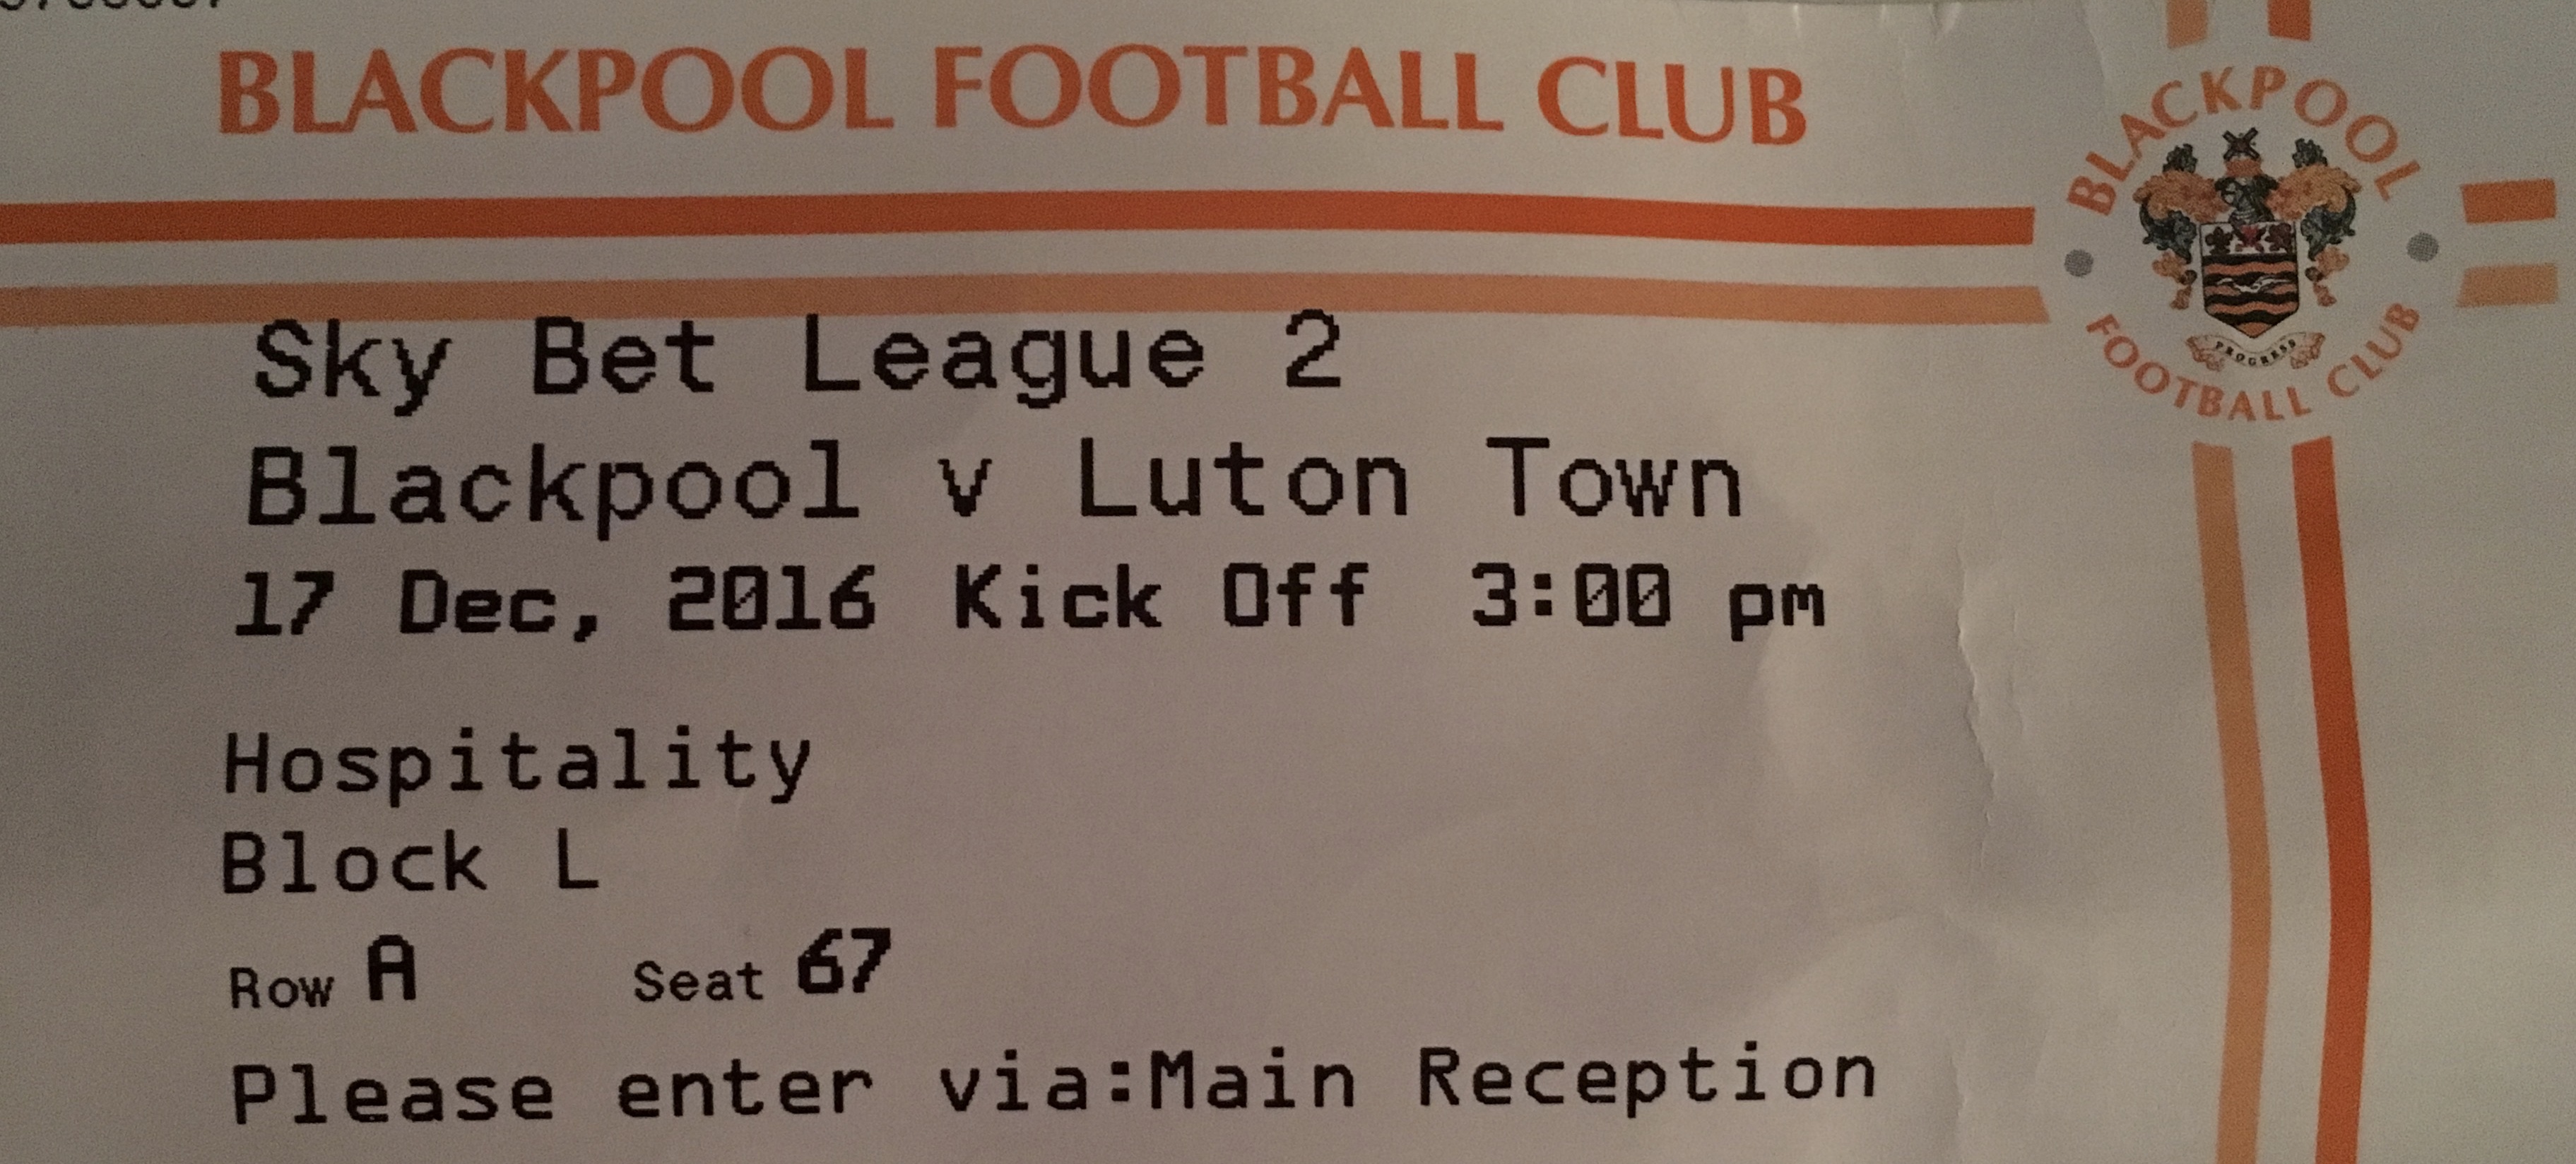 BLACKPOOL FOOTBALL CLUB
BLACKPOOL
PROGRESS
FOOTBALL CLUB
Sky Bet League 2
Blackpool v Luton Town
17 Dec, 2016 Kick Off 3:00 pm
Hospitality
Block L
Row A Seat 67
Please enter via:Main Reception